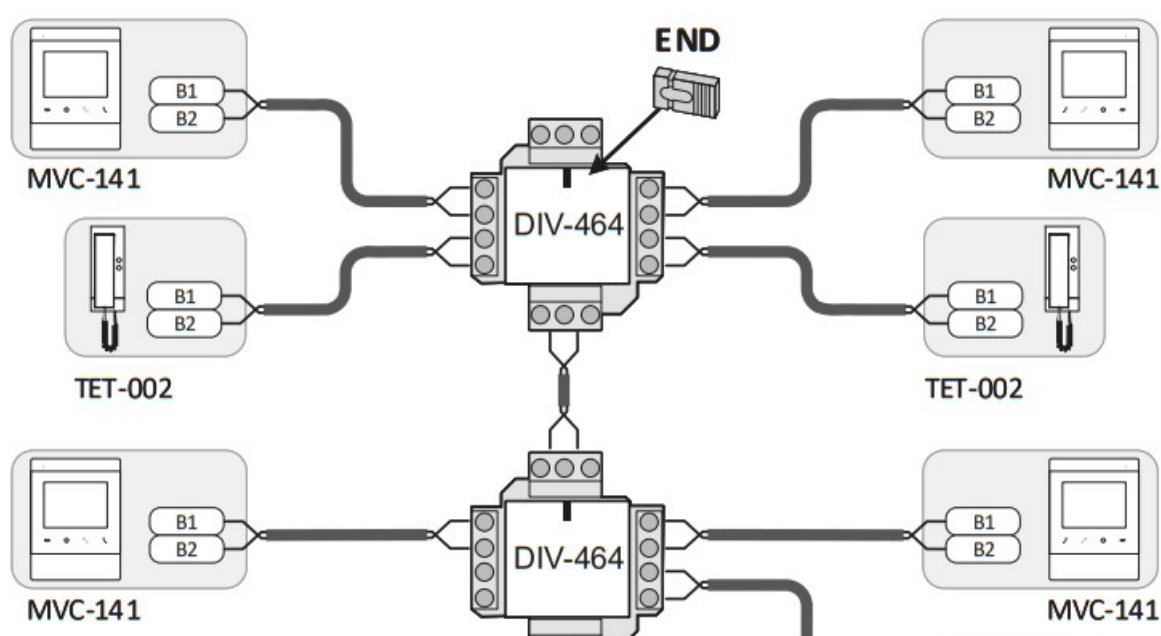 END
B1
B2
MVC-141
B1
B2
MVC-141
DIV-464
B1
B2
TET-002
B1
B2
TET-002
B1
B2
MVC-141
DIV-464
B1
B2
MVC-141